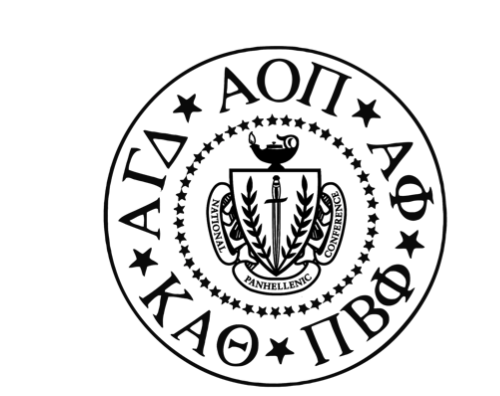 ΑΟΠ
ΑΦ
ΠΒΦ
ΚΑΘ
ΑΓΔ
NATIONAL
PANHELLENIC
CONFERENCE